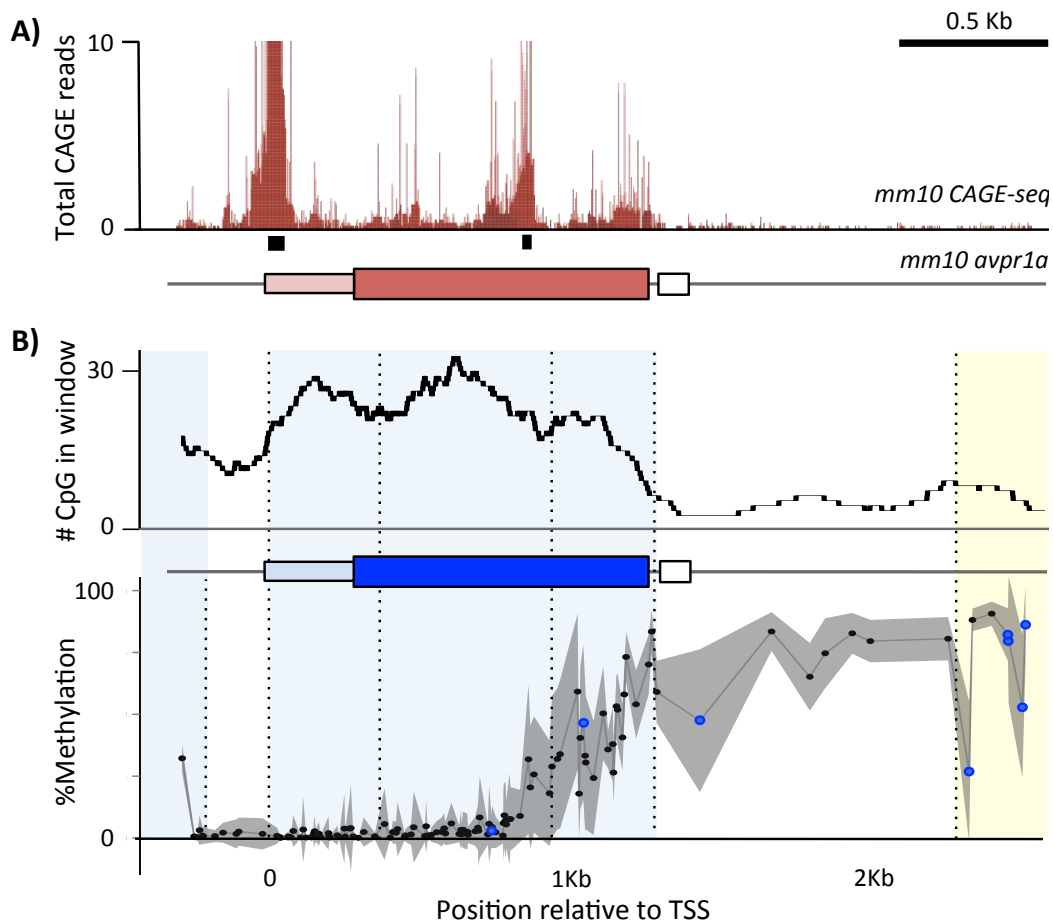 A)
0.5 Kb
10
Total CAGE reads
mm10 CAGE-seq
0
mm10 avpr1a
B)
30
# CpG in window
0
100
%Methylation
0
0
1Kb
2Kb
Position relative to TSS